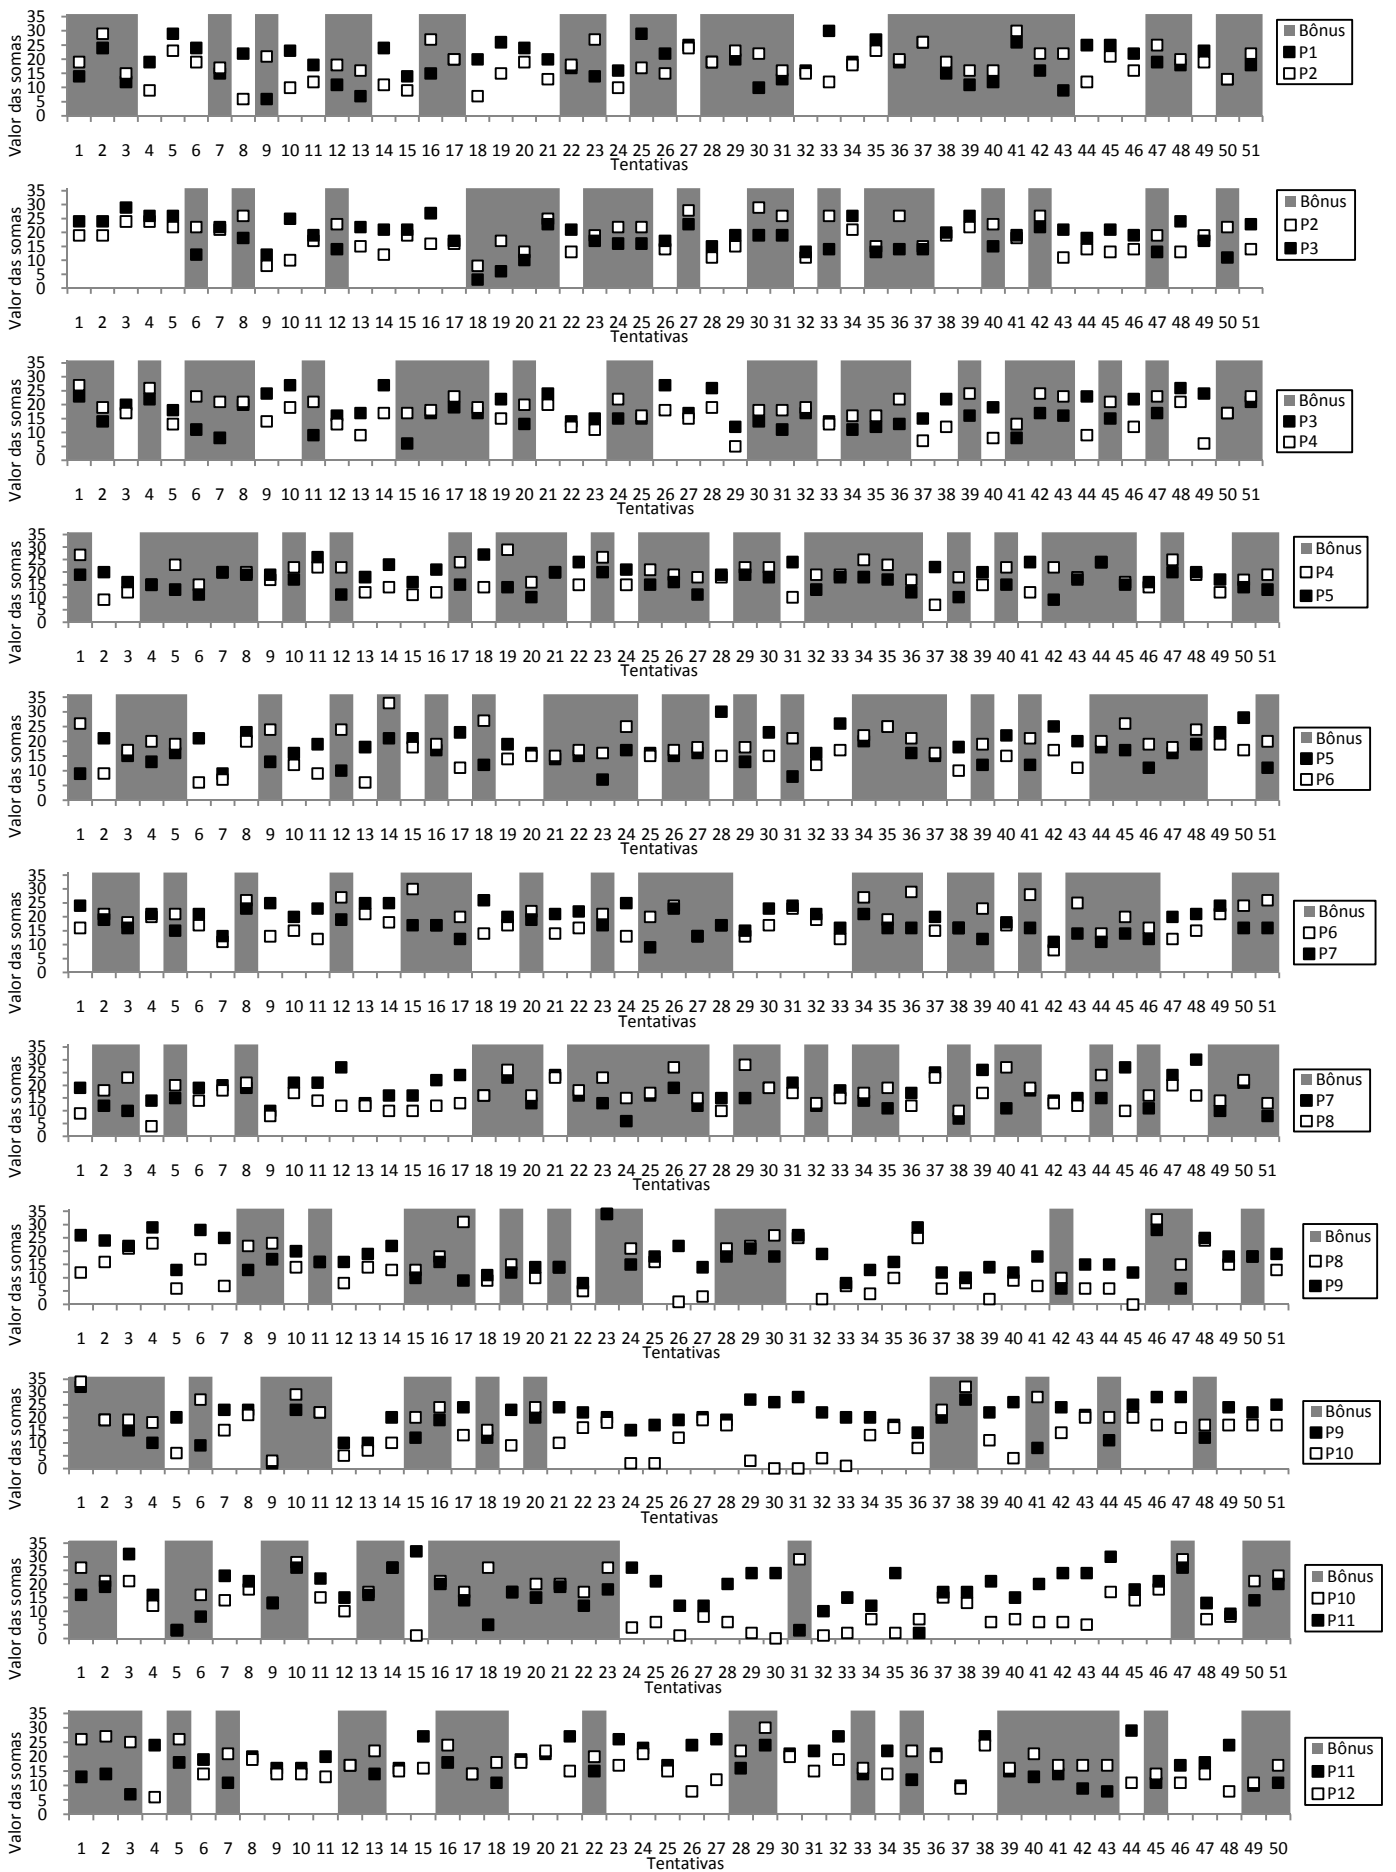 35
30
25
20
15
10
5
0
Valor das somas
1 2 3 4 5 6 7 8 9 10 11 12 13 14 15 16 17 18 19 20 21 22 23 24 25 26 27 28 29 30 31 32 33 34 35 36 37 38 39 40 41 42 43 44 45 46 47 48 49 50 51
Tentativas
Bônus
P1
P2
35
30
25
20
15
10
5
0
Valor das somas
1 2 3 4 5 6 7 8 9 10 11 12 13 14 15 16 17 18 19 20 21 22 23 24 25 26 27 28 29 30 31 32 33 34 35 36 37 38 39 40 41 42 43 44 45 46 47 48 49 50 51
Tentativas
Bônus
P2
P3
35
30
25
20
15
10
5
0
Valor das somas
1 2 3 4 5 6 7 8 9 10 11 12 13 14 15 16 17 18 19 20 21 22 23 24 25 26 27 28 29 30 31 32 33 34 35 36 37 38 39 40 41 42 43 44 45 46 47 48 49 50 51
Tentativas
Bônus
P3
P4
35
30
25
20
15
10
5
0
Valor das somas
1 2 3 4 5 6 7 8 9 10 11 12 13 14 15 16 17 18 19 20 21 22 23 24 25 26 27 28 29 30 31 32 33 34 35 36 37 38 39 40 41 42 43 44 45 46 47 48 49 50 51
Tentativas
Bônus
P4
P5
35
30
25
20
15
10
5
0
Valor das somas
1 2 3 4 5 6 7 8 9 10 11 12 13 14 15 16 17 18 19 20 21 22 23 24 25 26 27 28 29 30 31 32 33 34 35 36 37 38 39 40 41 42 43 44 45 46 47 48 49 50 51
Tentativas
Bônus
P5
P6
35
30
25
20
15
10
5
0
Valor das somas
1 2 3 4 5 6 7 8 9 10 11 12 13 14 15 16 17 18 19 20 21 22 23 24 25 26 27 28 29 30 31 32 33 34 35 36 37 38 39 40 41 42 43 44 45 46 47 48 49 50 51
Tentativas
Bônus
P6
P7
35
30
25
20
15
10
5
0
Valor das somas
1 2 3 4 5 6 7 8 9 10 11 12 13 14 15 16 17 18 19 20 21 22 23 24 25 26 27 28 29 30 31 32 33 34 35 36 37 38 39 40 41 42 43 44 45 46 47 48 49 50 51
Tentativas
Bônus
P7
P8
35
30
25
20
15
10
5
0
Valor das somas
1 2 3 4 5 6 7 8 9 10 11 12 13 14 15 16 17 18 19 20 21 22 23 24 25 26 27 28 29 30 31 32 33 34 35 36 37 38 39 40 41 42 43 44 45 46 47 48 49 50 51
Tentativas
Bônus
P8
P9
35
30
25
20
15
10
5
0
Valor das somas
1 2 3 4 5 6 7 8 9 10 11 12 13 14 15 16 17 18 19 20 21 22 23 24 25 26 27 28 29 30 31 32 33 34 35 36 37 38 39 40 41 42 43 44 45 46 47 48 49 50 51
Tentativas
Bônus
P9
P10
35
30
25
20
15
10
5
0
Valor das somas
1 2 3 4 5 6 7 8 9 10 11 12 13 14 15 16 17 18 19 20 21 22 23 24 25 26 27 28 29 30 31 32 33 34 35 36 37 38 39 40 41 42 43 44 45 46 47 48 49 50 51
Tentativas
Bônus
P10
P11
35
30
25
20
15
10
5
0
Valor das somas
1 2 3 4 5 6 7 8 9 10 11 12 13 14 15 16 17 18 19 20 21 22 23 24 25 26 27 28 29 30 31 32 33 34 35 36 37 38 39 40 41 42 43 44 45 46 47 48 49 50
Tentativas
Bônus
P11
P12